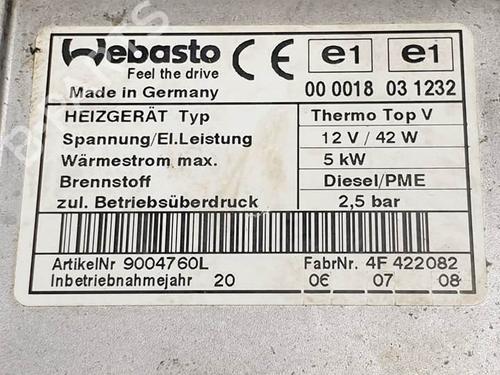 Webasto
Feel the drive
Made in Germany
CE
e1 e1
00 0018 03 1232
HEIZGERÄT Typ Thermo Top V
Spannung/El.Leistung 12 V / 42 W
Wärmestrom max. 5 kW
Brennstoff Diesel/PME
zul. Betriebsüberdruck 2,5 bar
ArtikelNr 9004760L FabrNr. 4F 422082
Inbetriebnahmejahr 20 06 07 08